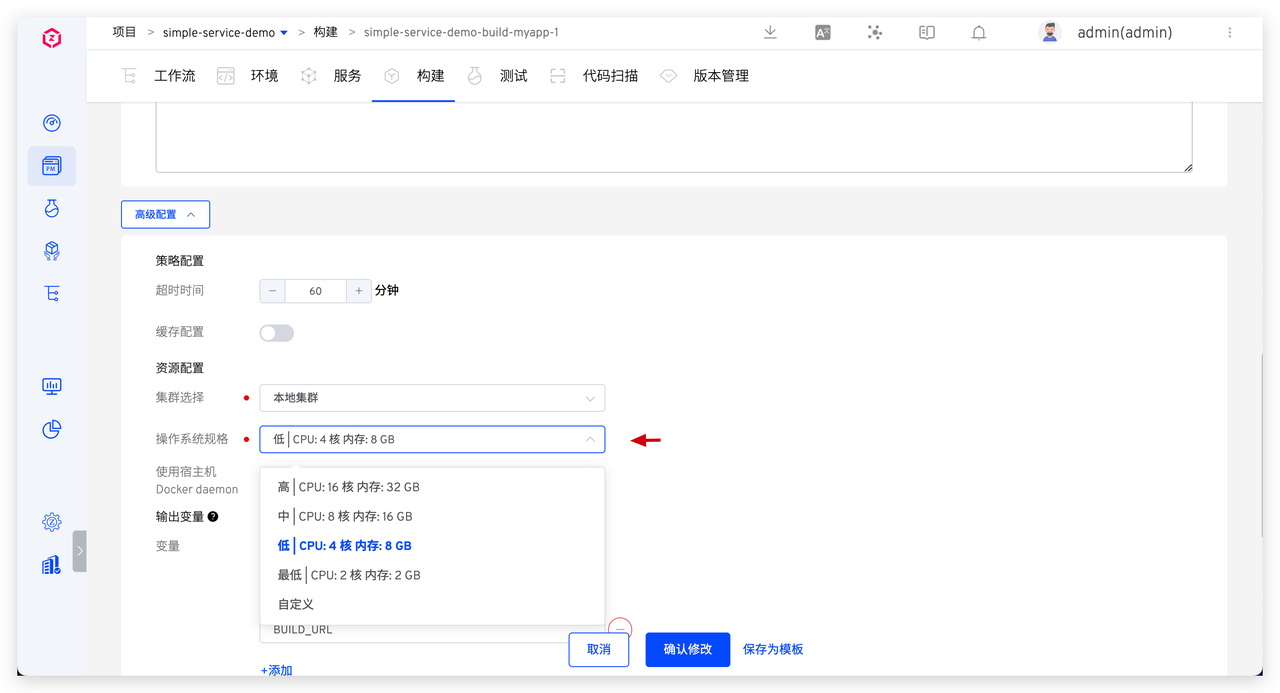 项目 > simple-service-demo > 构建 > simple-service-demo-build-myapp-1 admin(admin)
工作流 环境 服务 构建 测试 代码扫描 版本管理
PM
高级配置
策略配置
超时时间 − 60 + 分钟
缓存配置
资源配置
集群选择 本地集群
操作系统规格 低 | CPU: 4 核 内存: 8 GB
使用宿主机
Docker daemon
高 | CPU: 16 核 内存: 32 GB
中 | CPU: 8 核 内存: 16 GB
输出变量 ?
低 | CPU: 4 核 内存: 8 GB
变量
最低 | CPU: 2 核 内存: 2 GB
自定义
BUILD_URL
取消 确认修改 保存为模板
+添加